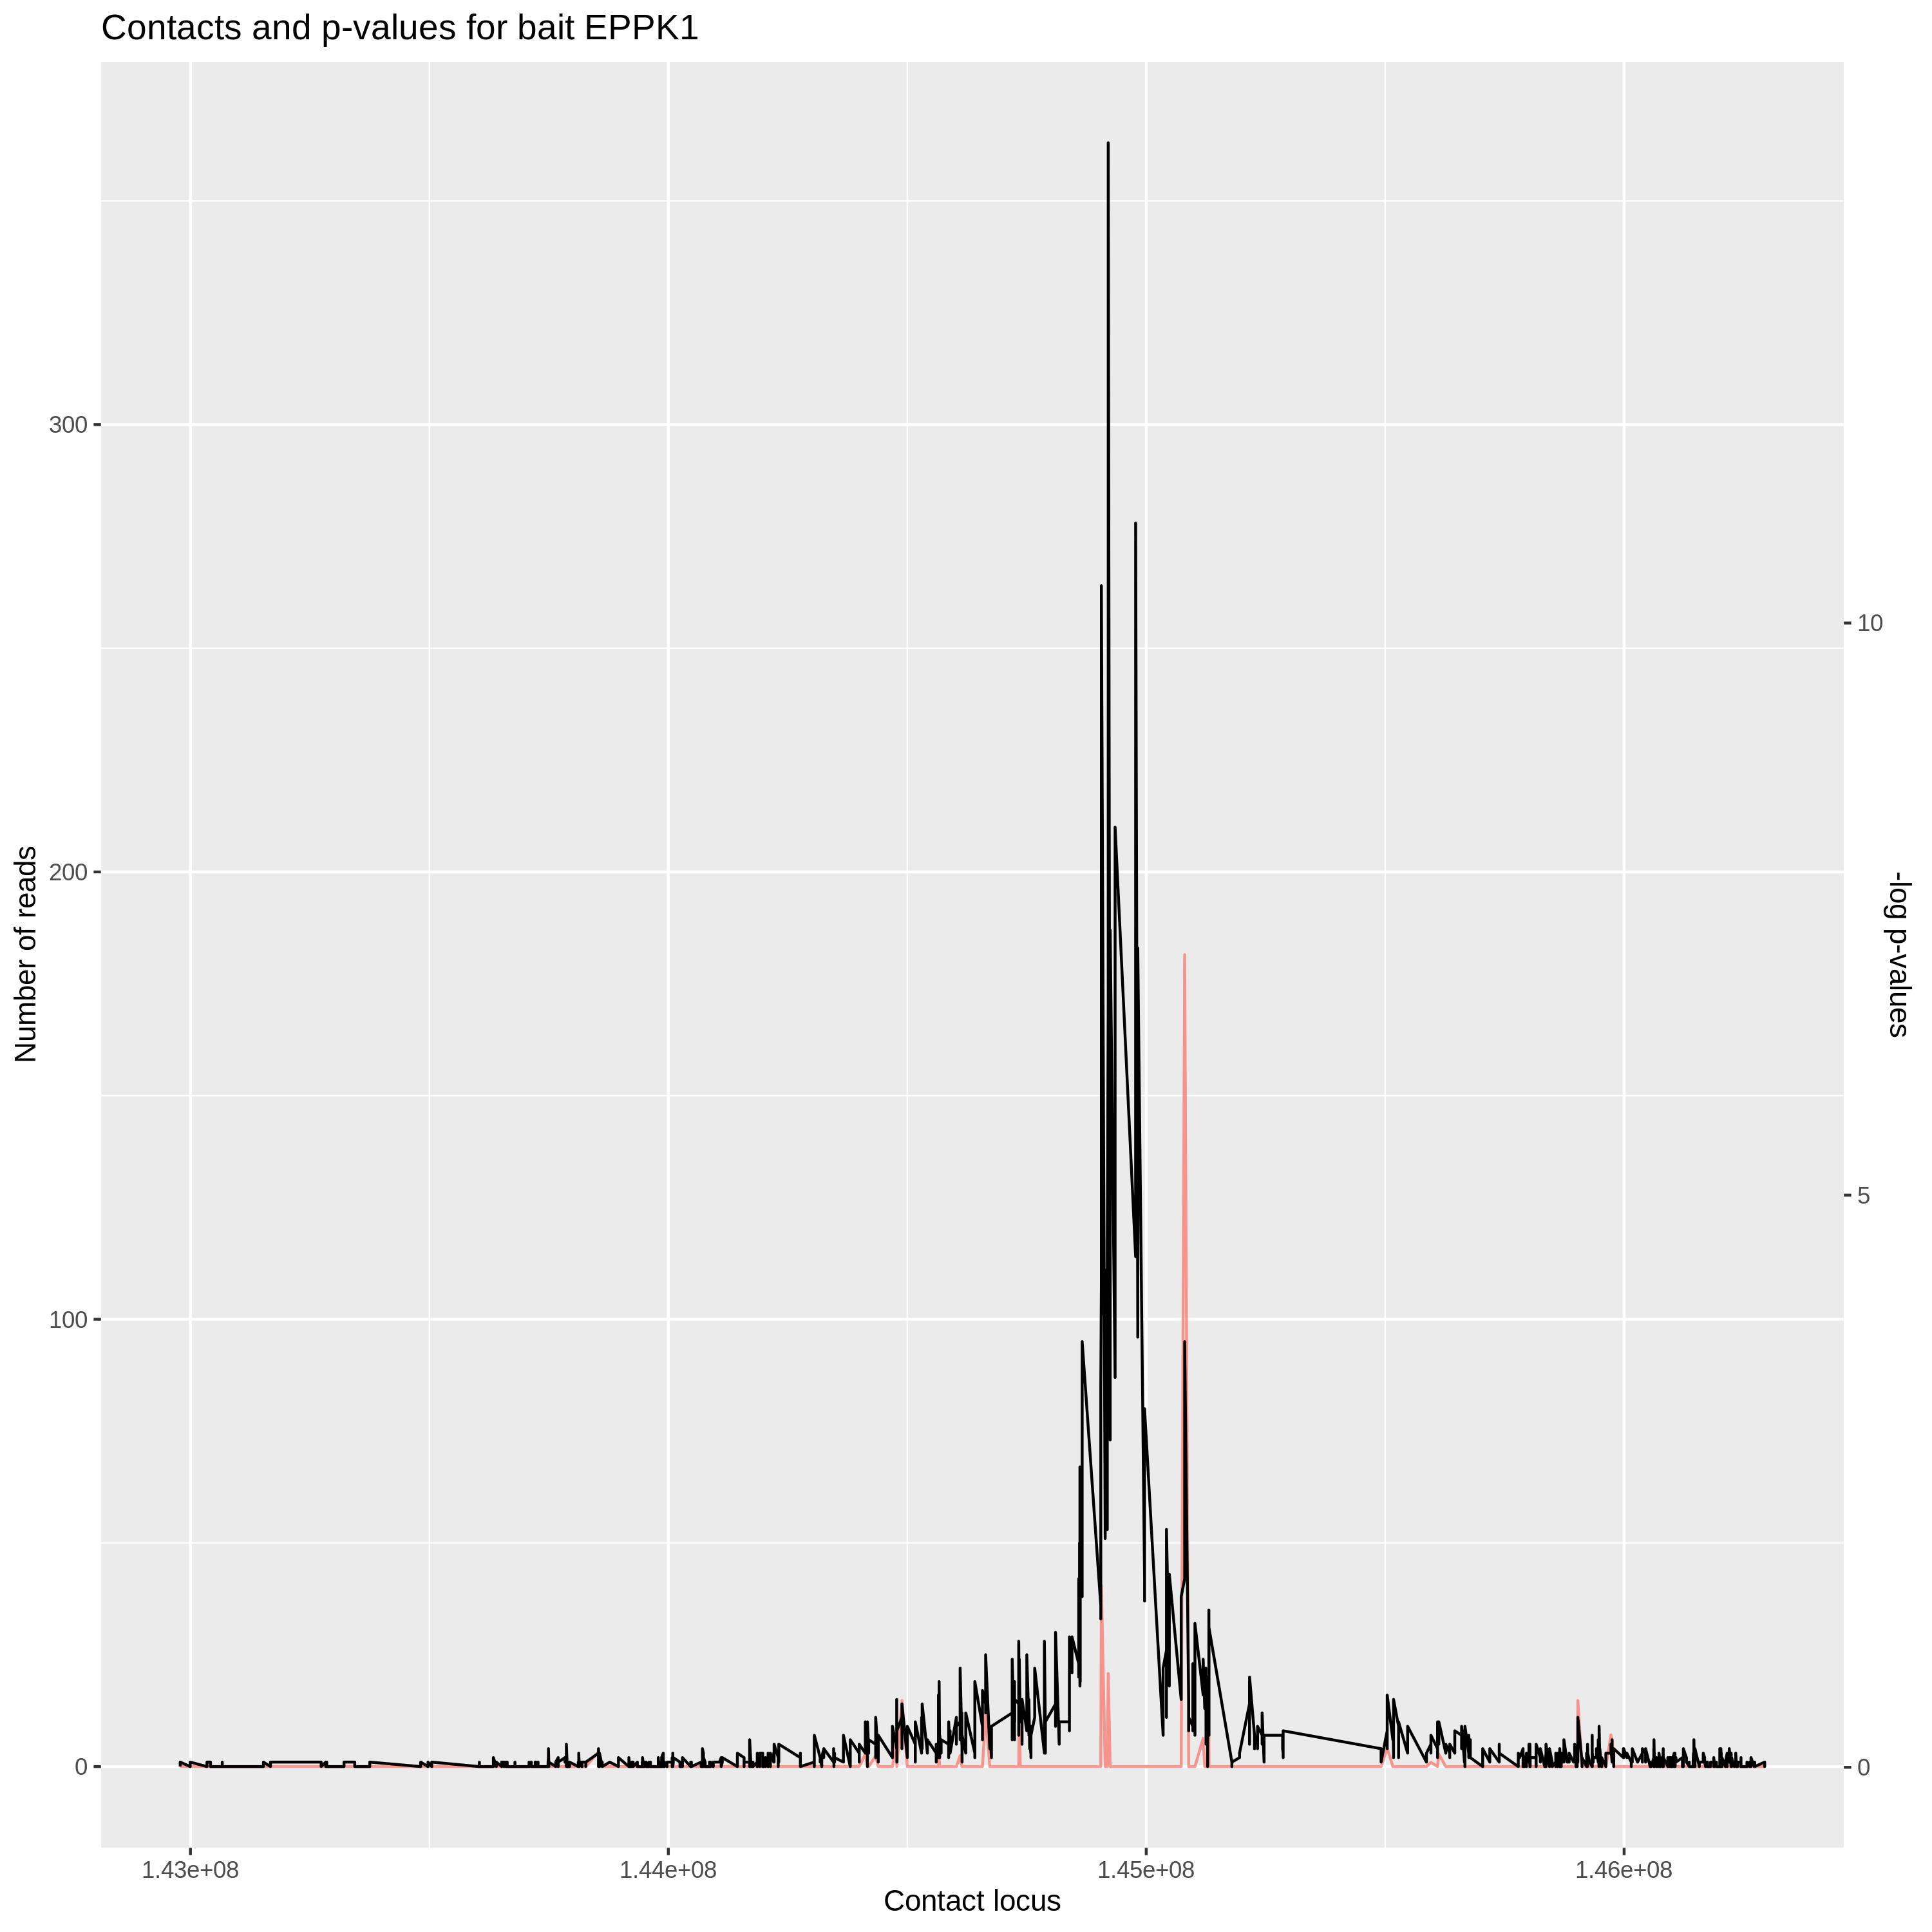 Contacts and p-values for bait EPPK1
300
200
100
0
Number of reads
10
5
0
-log p-values
1.43e+08
1.44e+08
1.45e+08
1.46e+08
Contact locus